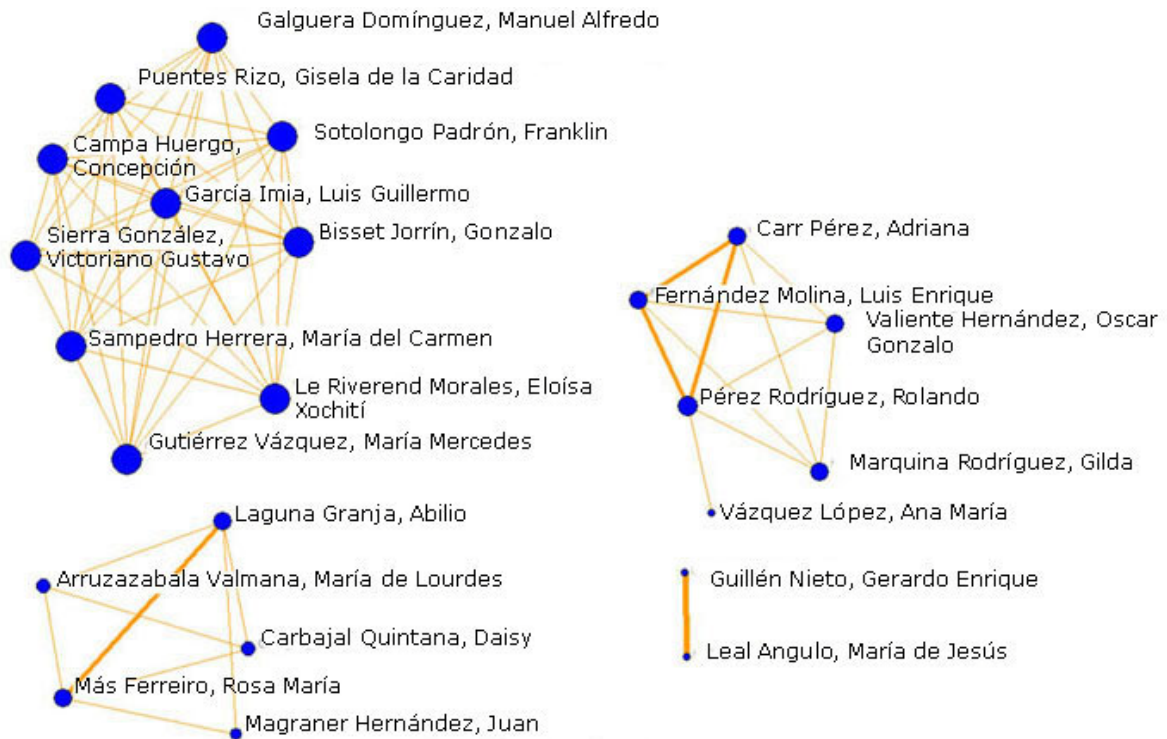 Galguera Domínguez, Manuel Alfredo
Puentes Rizo, Gisela de la Caridad
Sotolongo Padrón, Franklin
Campa Huergo,
Concepción
García Imia, Luis Guillermo
Sierra González,
Victoriano Gustavo
Bisset Jorrín, Gonzalo
Sampedro Herrera, María del Carmen
Le Riverend Morales, Eloísa
Xochití
Gutiérrez Vázquez, María Mercedes
Carr Pérez, Adriana
Fernández Molina, Luis Enrique
Valiente Hernández, Oscar
Gonzalo
Pérez Rodríguez, Rolando
Marquina Rodríguez, Gilda
Vázquez López, Ana María
Laguna Granja, Abilio
Arruzazabala Valmana, María de Lourdes
Carbajal Quintana, Daisy
Más Ferreiro, Rosa María
Magraner Hernández, Juan
Guillén Nieto, Gerardo Enrique
Leal Angulo, María de Jesús